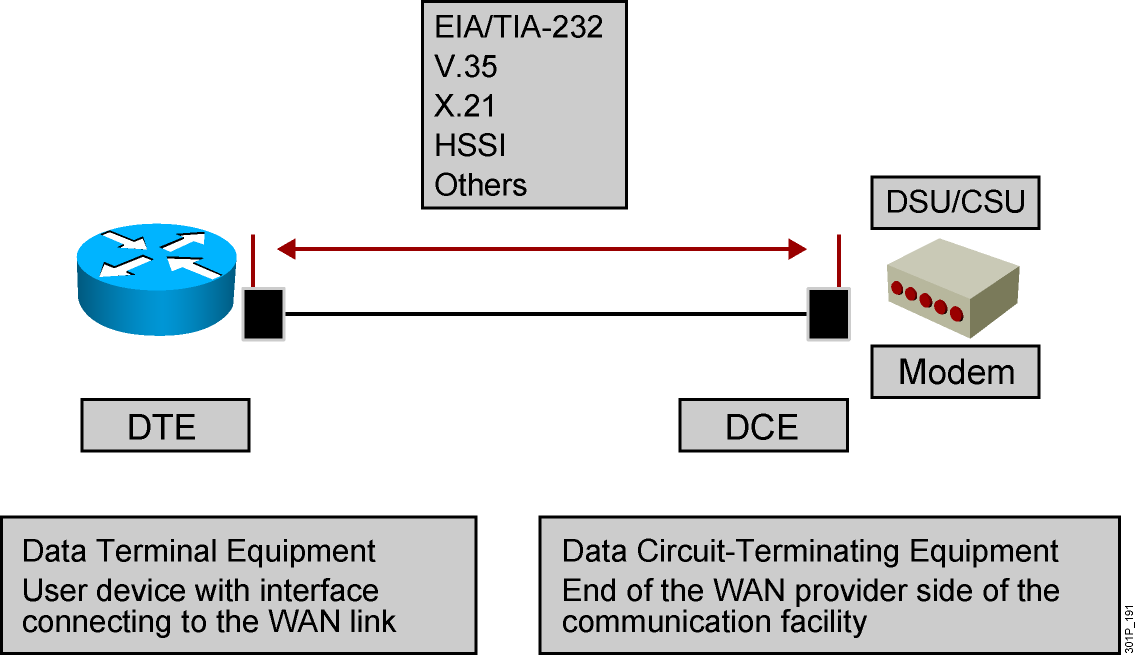 EIA/TIA-232
V.35
X.21
HSSI
Others
DSU/CSU
Modem
DTE
DCE
Data Terminal Equipment
User device with interface
connecting to the WAN link
Data Circuit-Terminating Equipment
End of the WAN provider side of the
communication facility
301P_191